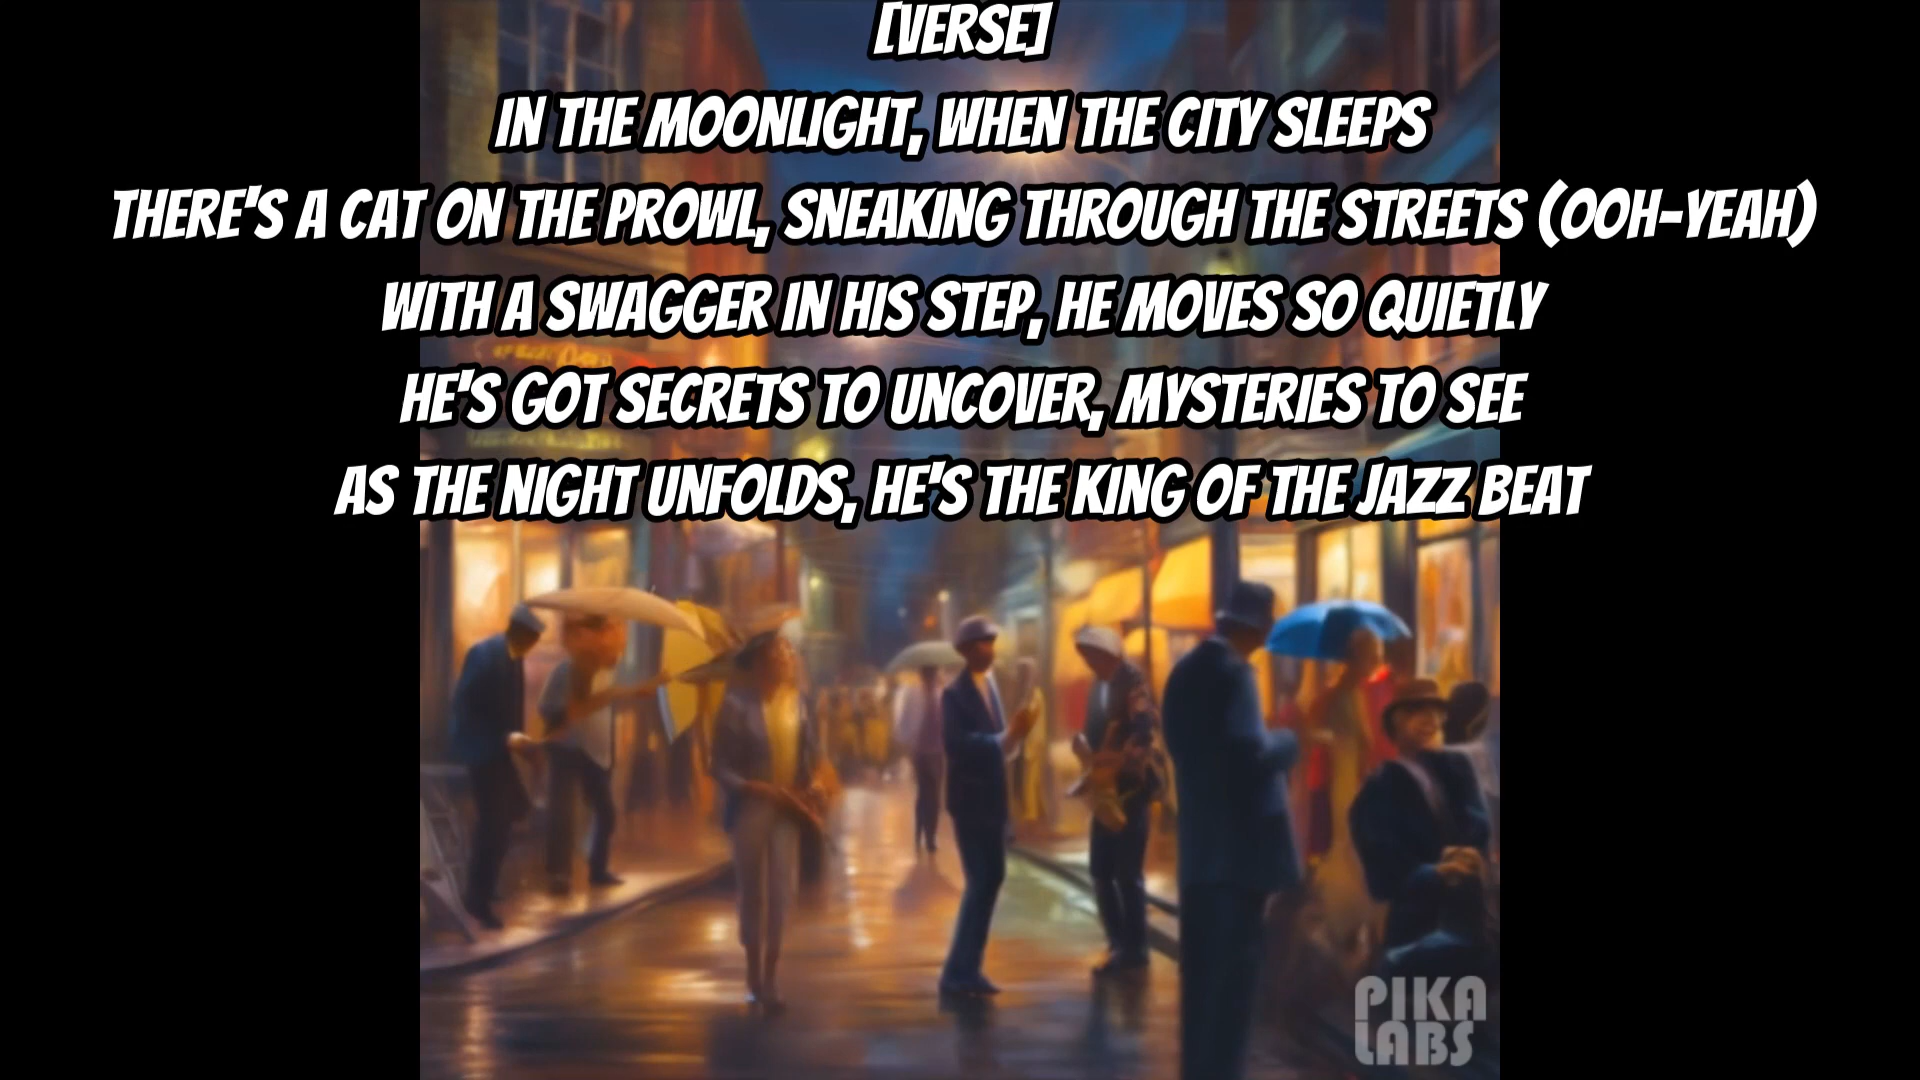 [VERSE]
IN THE MOONLIGHT, WHEN THE CITY SLEEPS
THERE'S A CAT ON THE PROWL, SNEAKING THROUGH THE STREETS (OOH-YEAH)
WITH A SWAGGER IN HIS STEP, HE MOVES SO QUIETLY
HE'S GOT SECRETS TO UNCOVER, MYSTERIES TO SEE
AS THE NIGHT UNFOLDS, HE'S THE KING OF THE JAZZ BEAT
PIKA
LABS